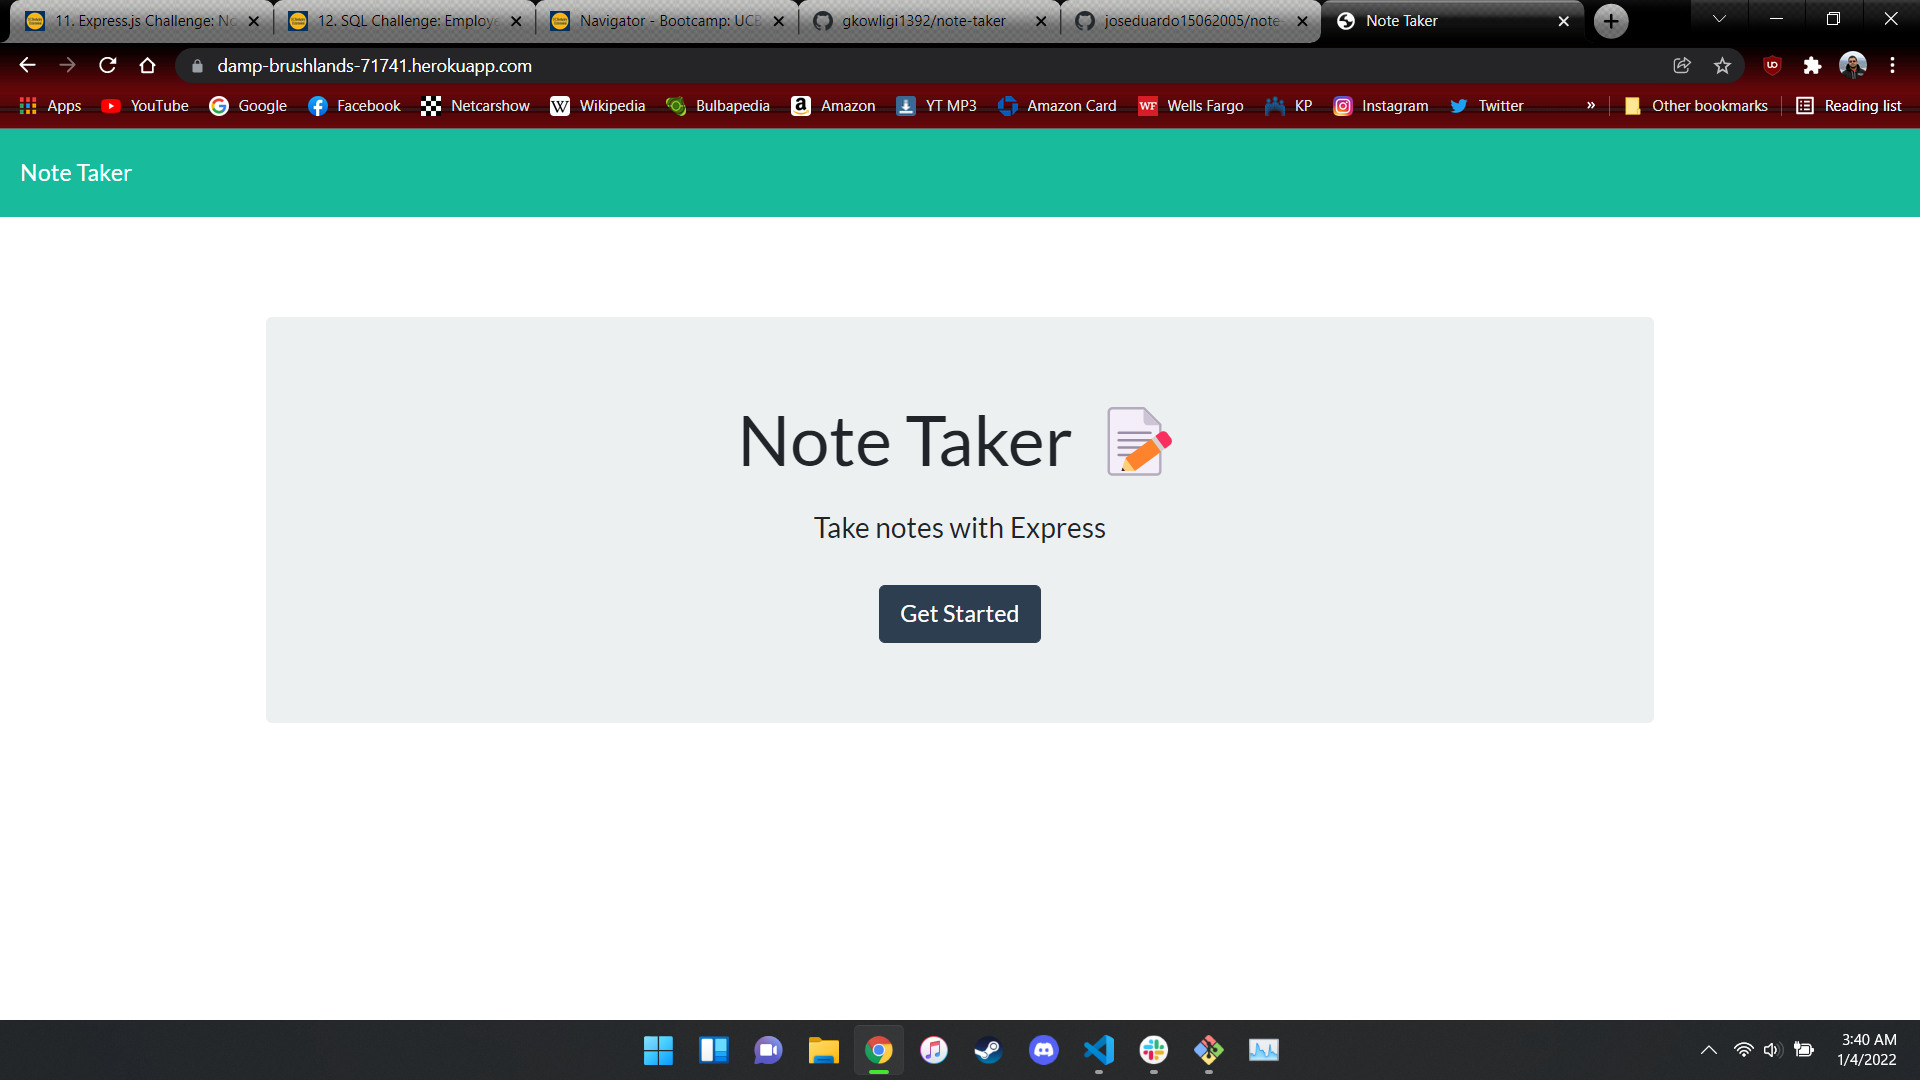 11. Express.js Challenge: No
12. SQL Challenge: Employe
Navigator - Bootcamp: UCB
gkowligi1392/note-taker
joseduardo15062005/note-
Note Taker
damp-brushlands-71741.herokuapp.com
Apps
YouTube
Google
Facebook
Netcarshow
Wikipedia
Bulbapedia
Amazon
YT MP3
Amazon Card
Wells Fargo
KP
Instagram
Twitter
»
Other bookmarks
Reading list
Note Taker
Note Taker
Take notes with Express
Get Started
3:40 AM
1/4/2022